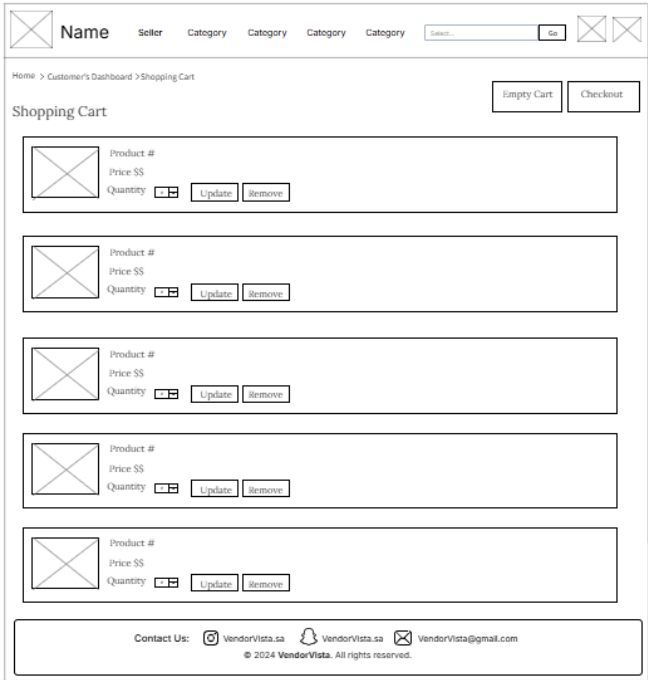 Name Seller Category Category Category Category Select... Go
Home > Customer's Dashboard >Shopping Cart
Empty Cart Checkout
Shopping Cart
Product #
Price $$
Quantity Update Remove
Product #
Price $$
Quantity Update Remove
Product #
Price $$
Quantity Update Remove
Product #
Price $$
Quantity Update Remove
Product #
Price $$
Quantity Update Remove
Contact Us: VendorVista.sa VendorVista.sa VendorVista@gmail.com
© 2024 VendorVista. All rights reserved.